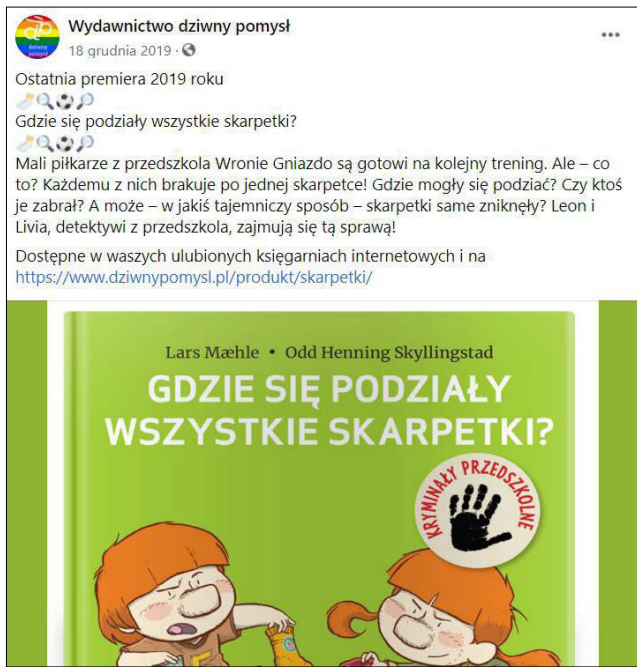 Wydawnictwo dziwny pomysł
18 grudnia 2019
Ostatnia premiera 2019 roku
Gdzie się podziały wszystkie skarpetki?
Mali piłkarze z przedszkola Wronie Gniazdo są gotowi na kolejny trening. Ale – co
to? Każdemu z nich brakuje po jednej skarpetce! Gdzie mogły się podziać? Czy ktoś
je zabrał? A może – w jakiś tajemniczy sposób – skarpetki same zniknęły? Leon i
Livia, detektywi z przedszkola, zajmują się tą sprawą!
Dostępne w waszych ulubionych księgarniach internetowych i na
https://www.dziwnypomysl.pl/produkt/skarpetki/
Lars Mæhle • Odd Henning Skyllingstad
GDZIE SIĘ PODZIAŁY
WSZYSTKIE SKARPETKI?
KRYMINAŁY PRZEDSZKOLNE